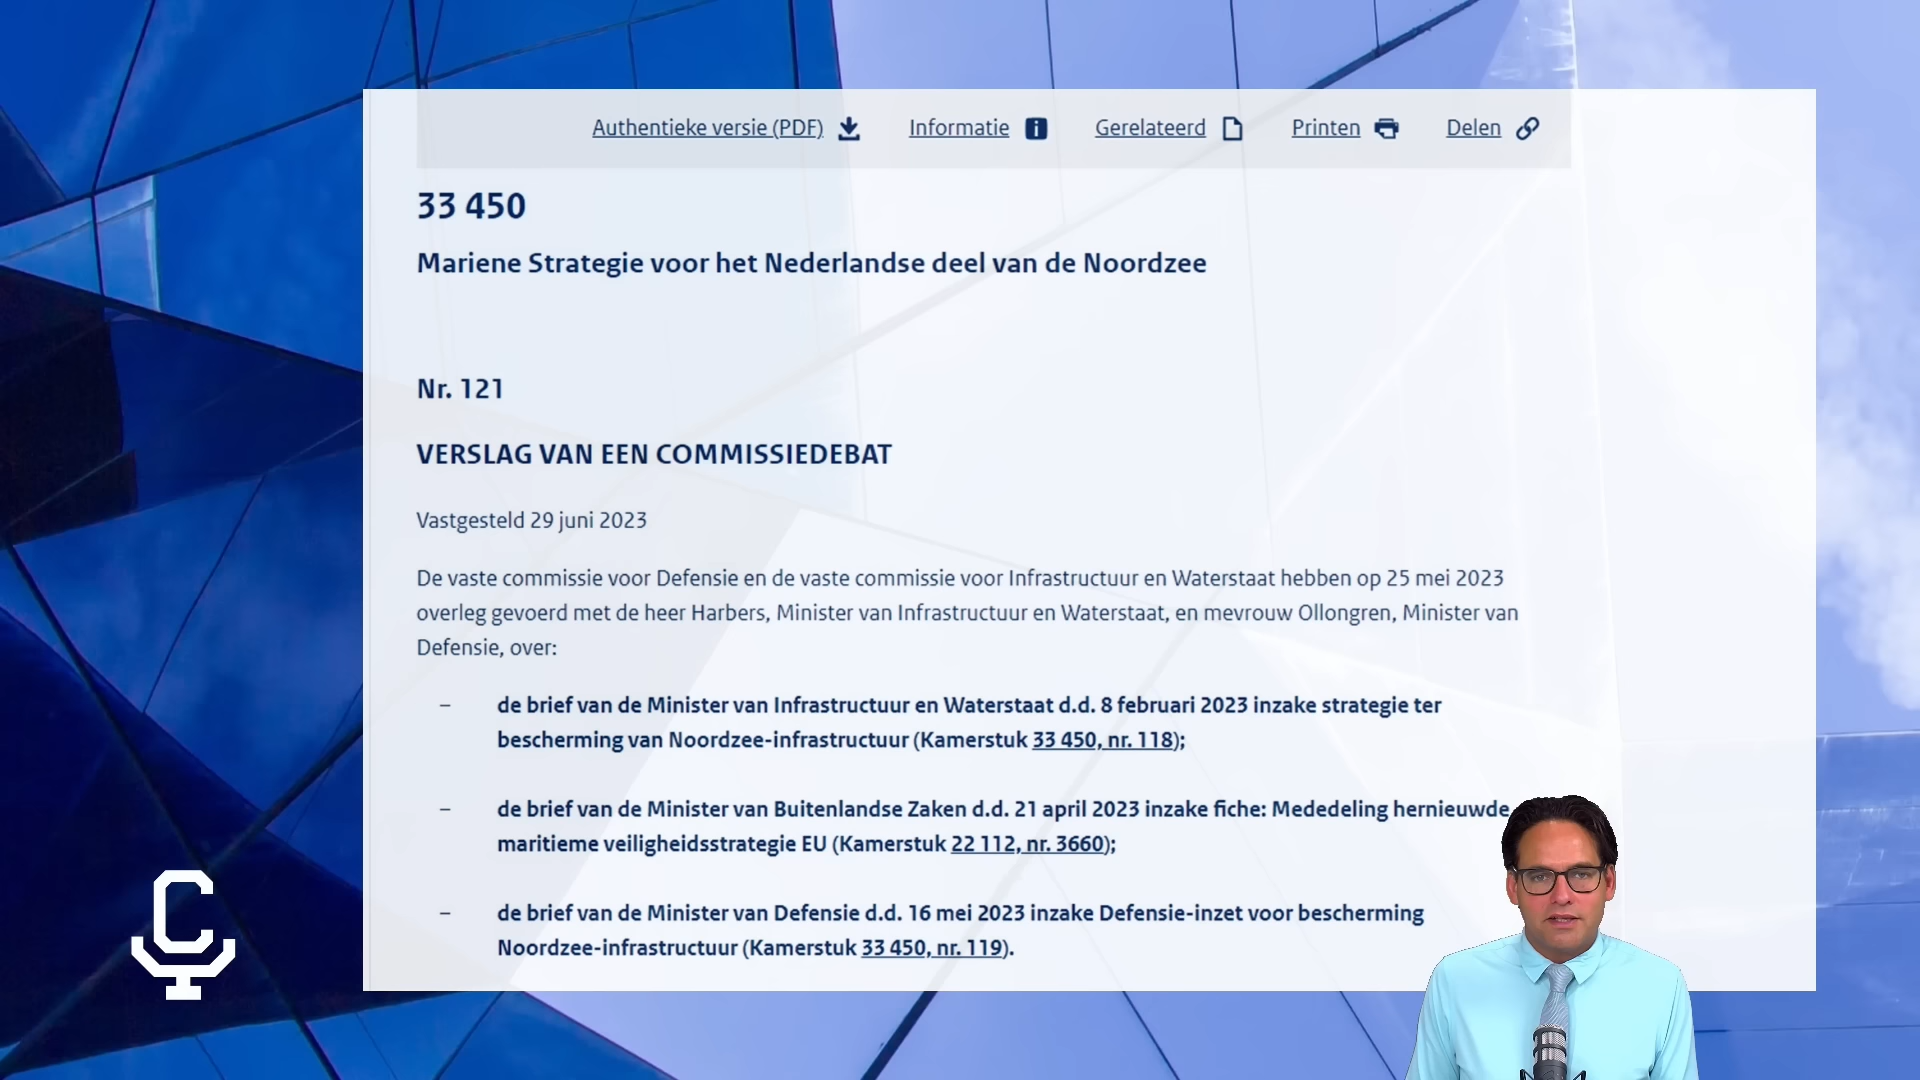 Authentieke versie (PDF) Informatie Gerelateerd Printen Delen
33 450
Mariene Strategie voor het Nederlandse deel van de Noordzee
Nr. 121
VERSLAG VAN EEN COMMISSIEDEBAT
Vastgesteld 29 juni 2023
De vaste commissie voor Defensie en de vaste commissie voor Infrastructuur en Waterstaat hebben op 25 mei 2023
overleg gevoerd met de heer Harbers, Minister van Infrastructuur en Waterstaat, en mevrouw Ollongren, Minister van
Defensie, over:
– de brief van de Minister van Infrastructuur en Waterstaat d.d. 8 februari 2023 inzake strategie ter
bescherming van Noordzee-infrastructuur (Kamerstuk 33 450, nr. 118);
– de brief van de Minister van Buitenlandse Zaken d.d. 21 april 2023 inzake fiche: Mededeling hernieuwde
maritieme veiligheidsstrategie EU (Kamerstuk 22 112, nr. 3660);
– de brief van de Minister van Defensie d.d. 16 mei 2023 inzake Defensie-inzet voor bescherming
Noordzee-infrastructuur (Kamerstuk 33 450, nr. 119).